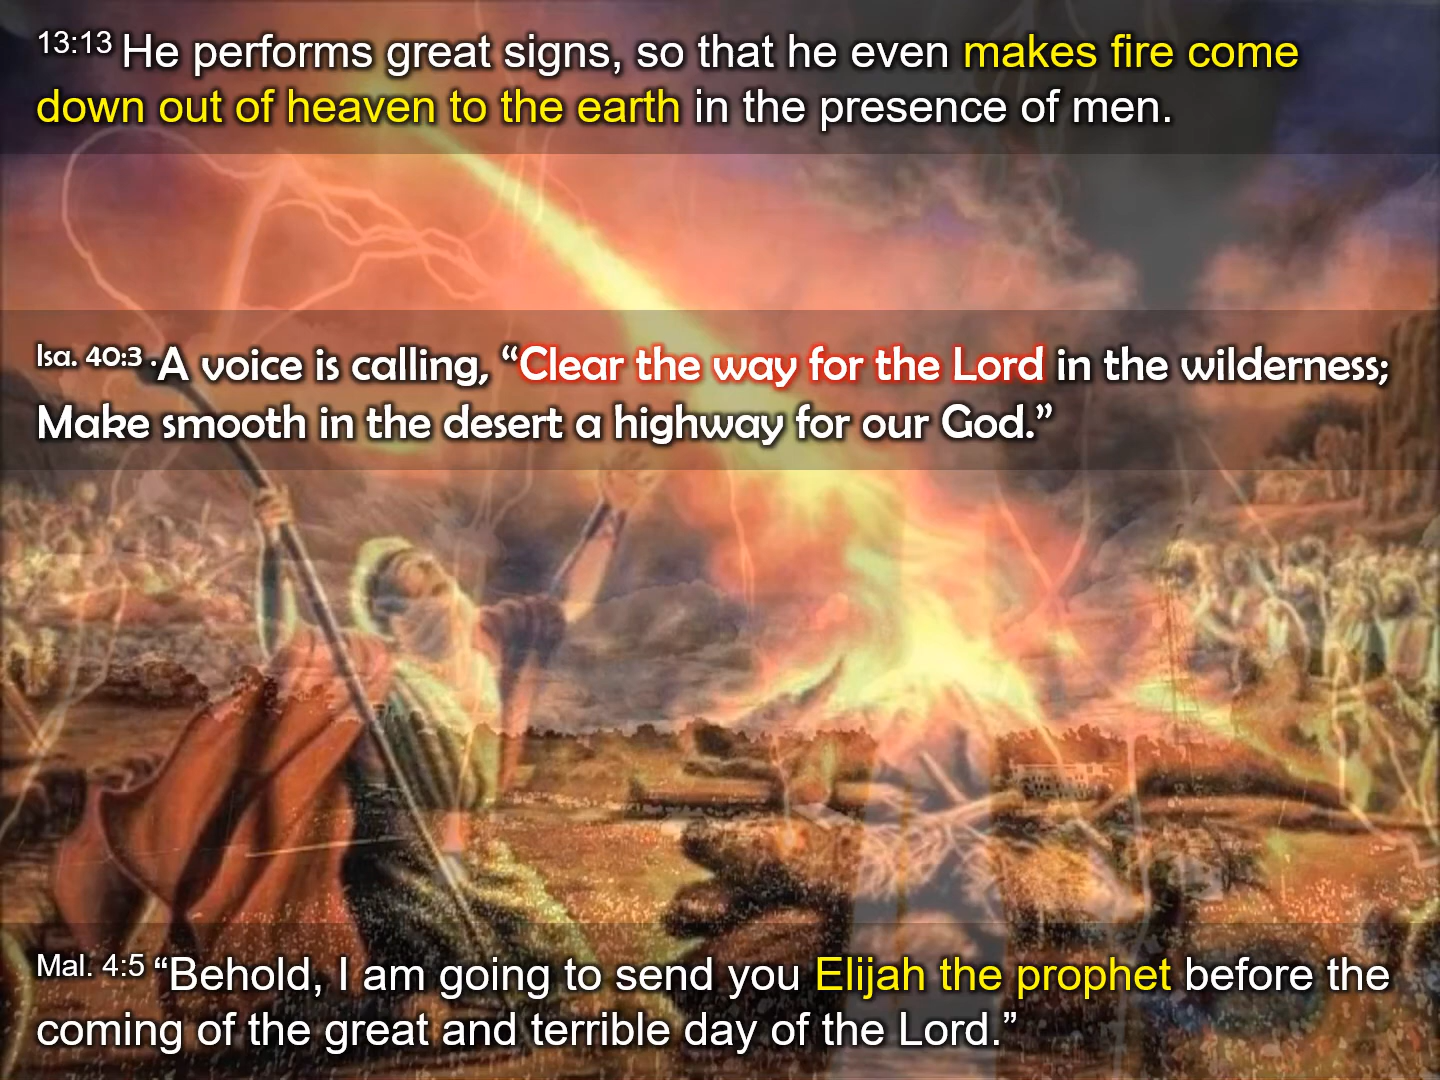 13:13 He performs great signs, so that he even makes fire come
down out of heaven to the earth in the presence of men.
Isa. 40:3 ·A voice is calling, “Clear the way for the Lord in the wilderness;
Make smooth in the desert a highway for our God.”
Mal. 4:5 “Behold, I am going to send you Elijah the prophet before the
coming of the great and terrible day of the Lord.”